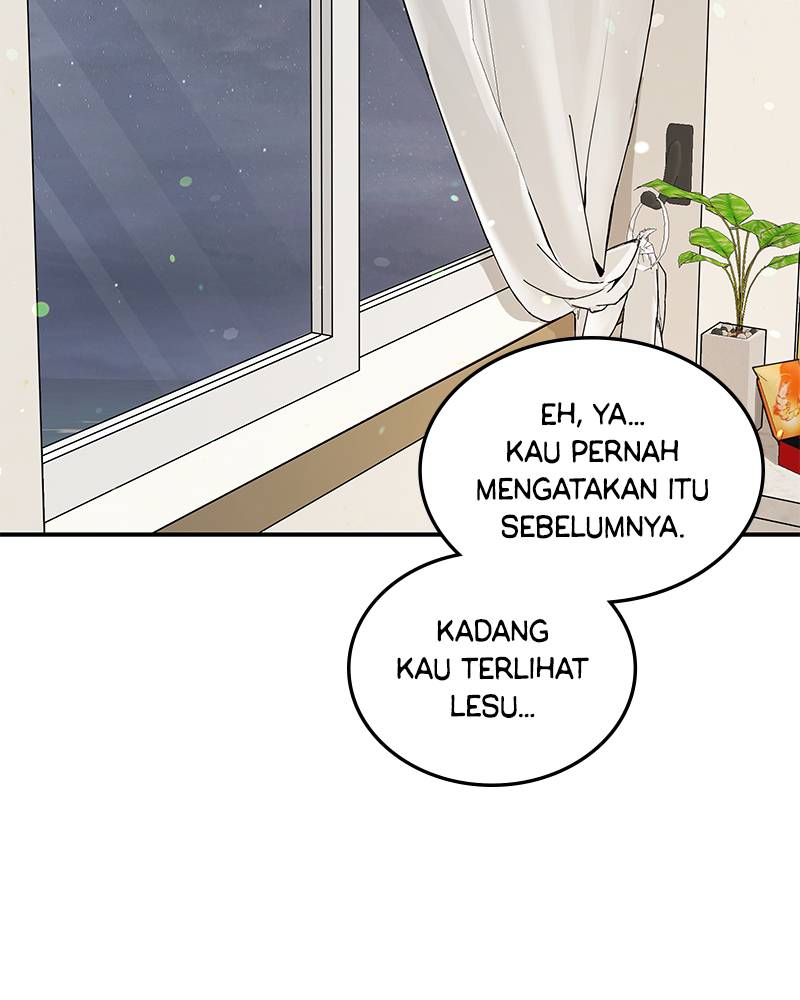 EH, YA...
KAU PERNAH
MENGATAKAN ITU
SEBELUMNYA.
KADANG
KAU TERLIHAT
LESU...